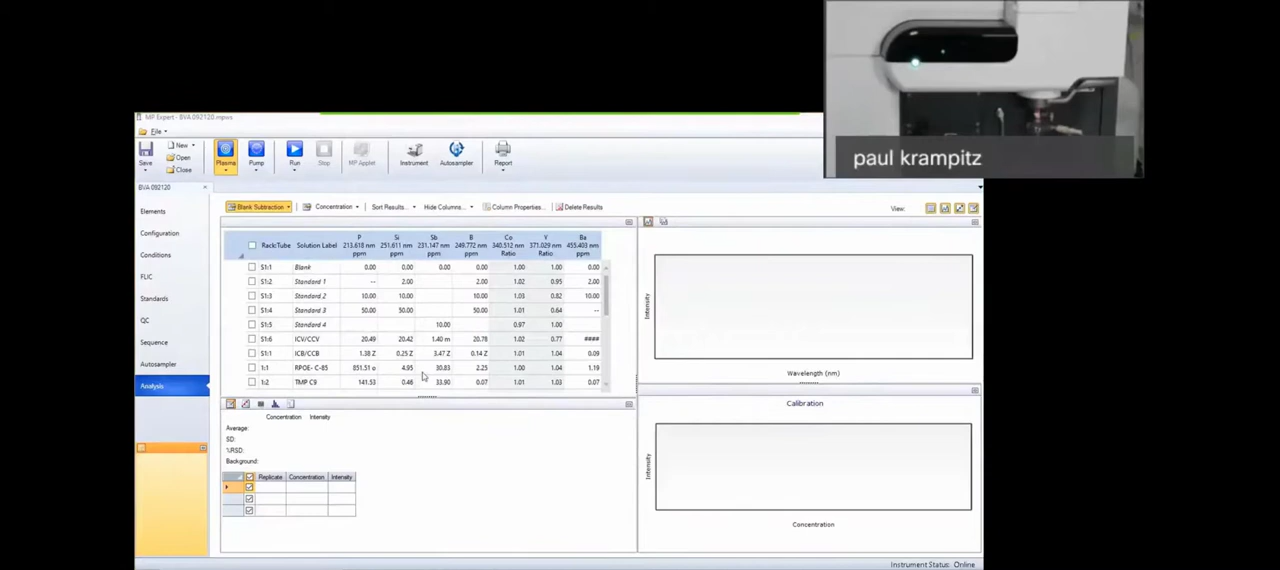 paul krampitz
MP Expert - BVA 092120.mpws
File
Save
New
Open
Close
Plasma
Pump
Run
Stop
MP Applet
Instrument
Autosampler
Report
BVA 092120
Elements
Configuration
Conditions
FLIC
Standards
QC
Sequence
Autosampler
Analysis
Blank Subtraction
Concentration
Sort Results...
Hide Columns...
Column Properties...
Delete Results
View:
Rack:Tube Solution Label P 213.618 nm ppm Si 251.611 nm ppm Sb 231.147 nm ppm B 249.772 nm ppm Co 340.512 nm Ratio V 371.029 nm Ratio Ba 455.403 nm ppm
S1:1 Blank 0.00 0.00 0.00 0.00 1.00 1.00 0.00
S1:2 Standard 1 -- 2.00 2.00 1.02 0.95 2.00
S1:3 Standard 2 10.00 10.00 10.00 1.03 0.82 10.00
S1:4 Standard 3 50.00 50.00 50.00 1.01 0.64 --
S1:5 Standard 4 10.00 0.97 1.00
S1:6 ICV/CCV 20.49 20.42 1.40 m 20.78 1.02 0.77 ####
S1:1 ICB/CCB 1.38 Z 0.25 Z 3.47 Z 0.14 Z 1.01 1.04 0.09
1:1 RPOE- C-85 851.51 o 4.95 30.83 2.25 1.00 1.04 1.19
1:2 TMP C9 141.53 0.46 33.90 0.07 1.01 1.03 0.07
Concentration Intensity
Average:
SD:
%RSD:
Background:
Replicate Concentration Intensity
Intensity
Wavelength (nm)
Calibration
Intensity
Concentration
Instrument Status: Online